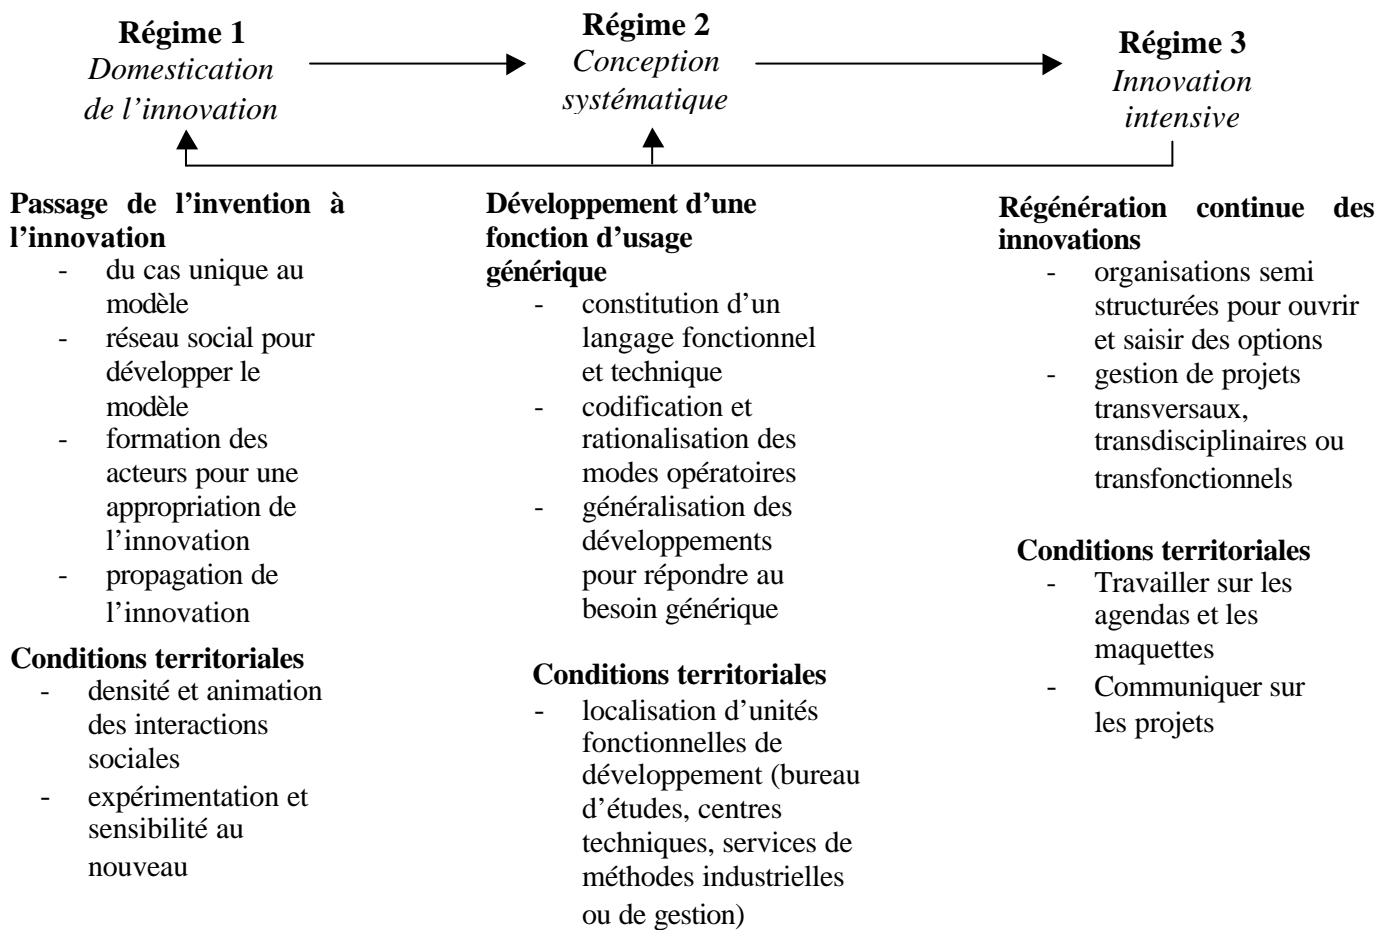 Régime 1
Domestication
de l’innovation
Régime 2
Conception
systématique
Régime 3
Innovation
intensive
Passage de l’invention à
l’innovation
- du cas unique au
modèle
- réseau social pour
développer le
modèle
- formation des
acteurs pour une
appropriation de
l’innovation
- propagation de
l’innovation
Conditions territoriales
- densité et animation
des interactions
sociales
- expérimentation et
sensibilité au
nouveau
Développement d’une
fonction d’usage
générique
- constitution d’un
langage fonctionnel
et technique
- codification et
rationalisation des
modes opératoires
- généralisation des
développements
pour répondre au
besoin générique
Conditions territoriales
- localisation d’unités
fonctionnelles de
développement (bureau
d’études, centres
techniques, services de
méthodes industrielles
ou de gestion)
Régénération continue des
innovations
- organisations semi
structurées pour ouvrir
et saisir des options
- gestion de projets
transversaux,
transdisciplinaires ou
transfonctionnels
Conditions territoriales
- Travailler sur les
agendas et les
maquettes
- Communiquer sur
les projets